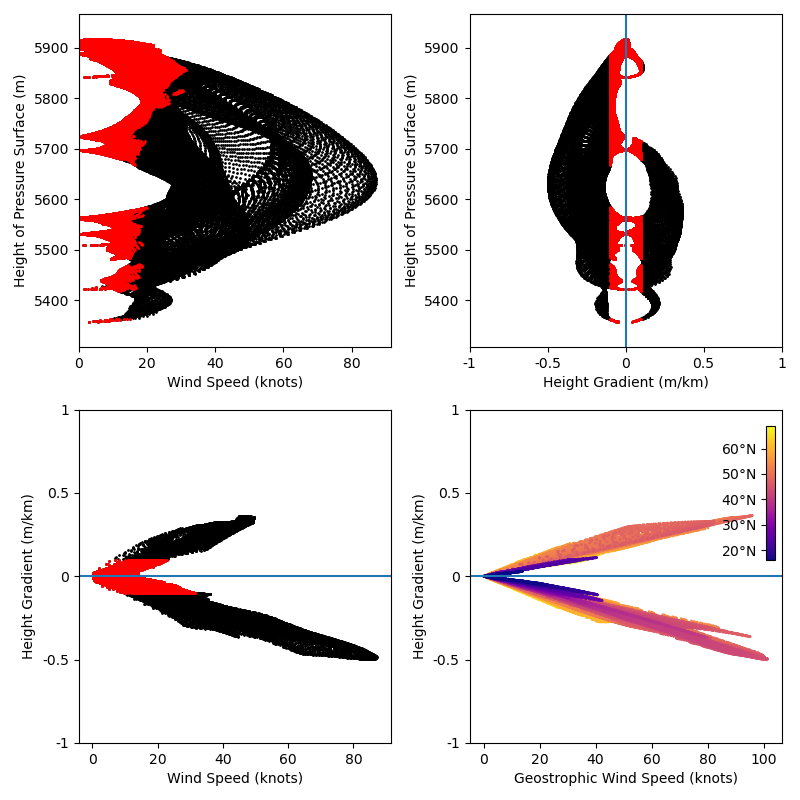 Height of Pressure Surface (m)
5900
5800
5700
5600
5500
5400
0 20 40 60 80
Wind Speed (knots)
Height of Pressure Surface (m)
5900
5800
5700
5600
5500
5400
-1 -0.5 0 0.5 1
Height Gradient (m/km)
Height Gradient (m/km)
1
0.5
0
-0.5
-1
0 20 40 60 80
Wind Speed (knots)
Height Gradient (m/km)
1
0.5
0
-0.5
-1
60°N
50°N
40°N
30°N
20°N
0 20 40 60 80 100
Geostrophic Wind Speed (knots)